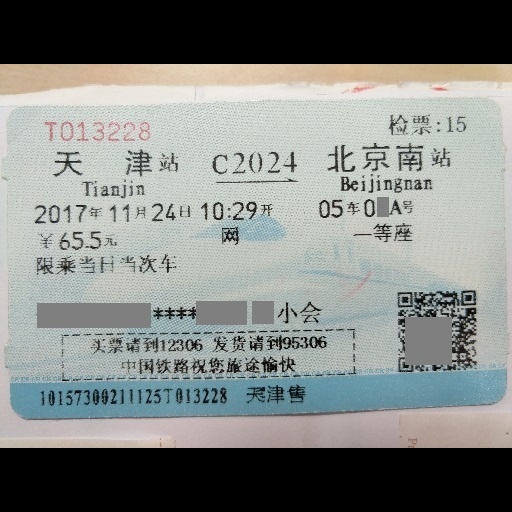 T013228 检票:15
天津站 C2024 北京南站
Tianjin Beijingnan
2017年11月24日10:29开 05车0A号
¥65.5元 网 一等座
限乘当日当次车
**** 小会
买票请到12306 发货请到95306
中国铁路祝您旅途愉快
10157300211125T013228 天津售